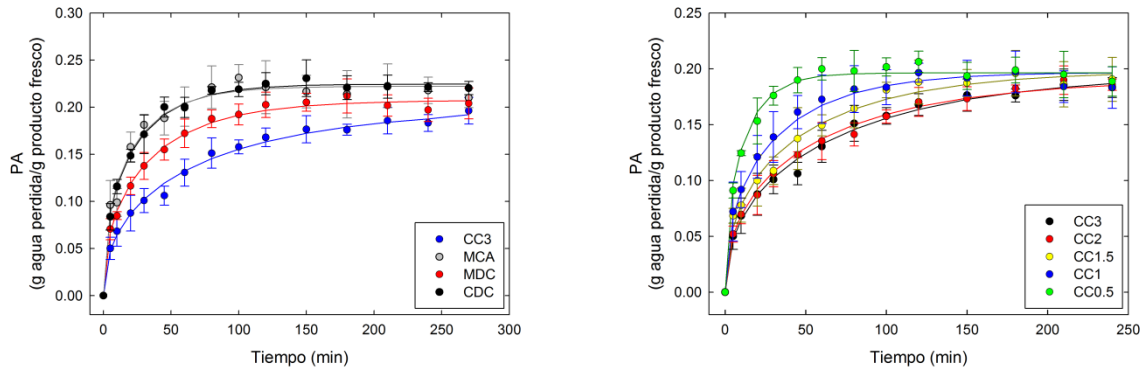 PA
(g agua perdida/g producto fresco)
0.30
0.25
0.20
0.15
0.10
0.05
0.00
CC3
MCA
MDC
CDC
0 50 100 150 200 250 300
Tiempo (min)
PA
(g agua perdida/g producto fresco)
0.25
0.20
0.15
0.10
0.05
0.00
CC3
CC2
CC1.5
CC1
CC0.5
0 50 100 150 200 250
Tiempo (min)